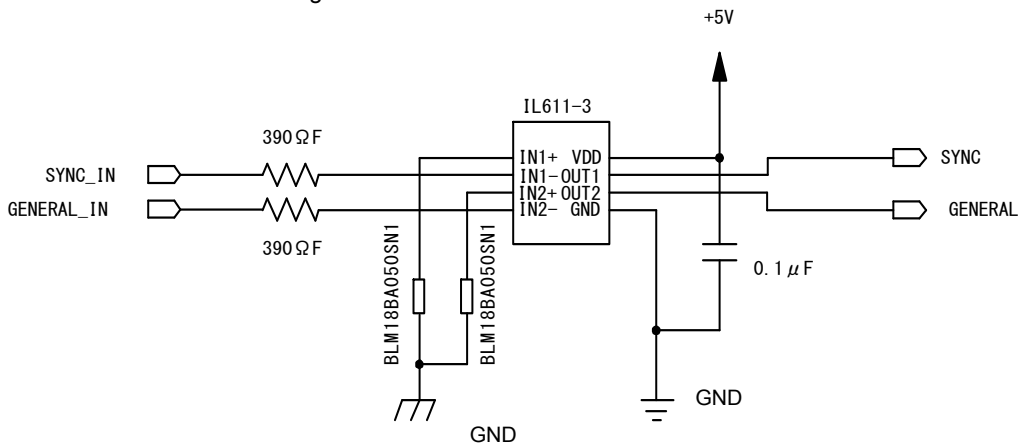 g
+5V
IL611-3
390ΩF
SYNC_IN
GENERAL_IN
390ΩF
IN1+ VDD
IN1- OUT1
IN2+ OUT2
IN2- GND
SYNC
GENERAL
0.1μF
BLM18BA050SN1
BLM18BA050SN1
GND
GND